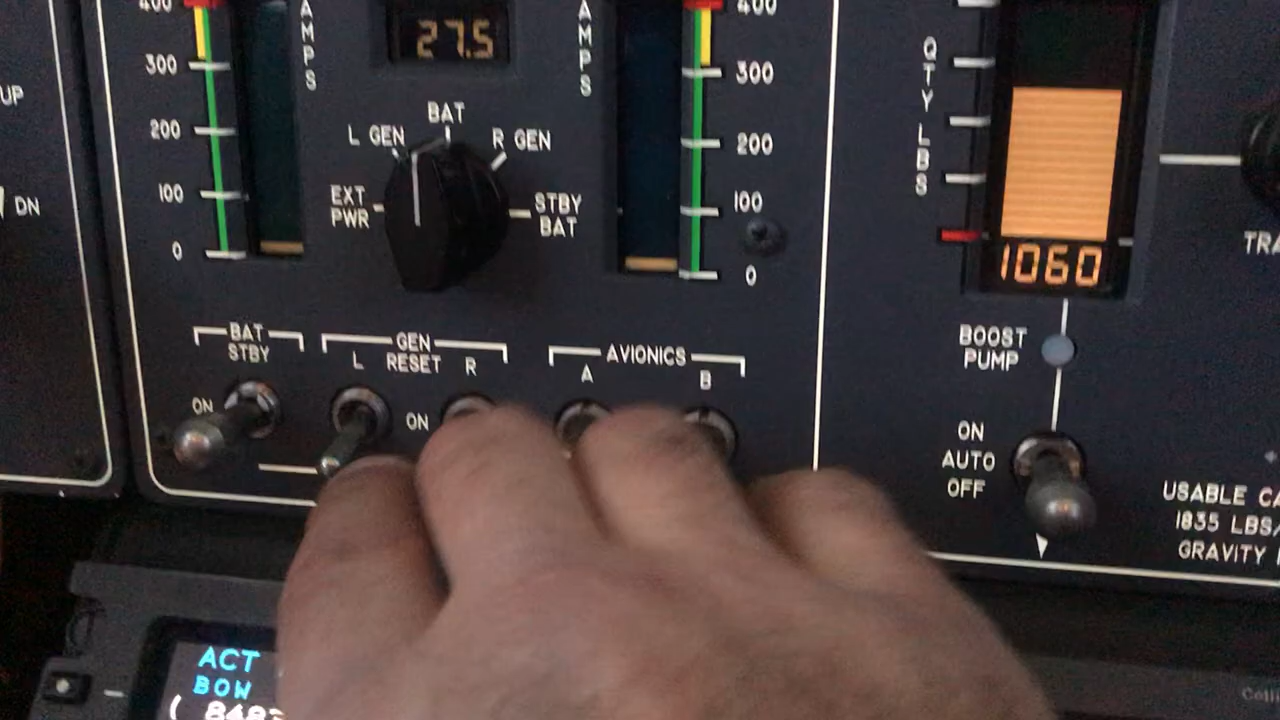 400
AMPS
27.5
AMPS
400
300
300
QTY LBS
UP
BAT
L GEN
R GEN
200
200
100
100
EXT
PWR
STBY
BAT
DN
0
0
1060
BAT
STBY
GEN
L RESET R
AVIONICS
A
B
BOOST
PUMP
ON
ON
ON
AUTO
OFF
1835 LBS/
GRAVITY
USABLE
ACT
BOW